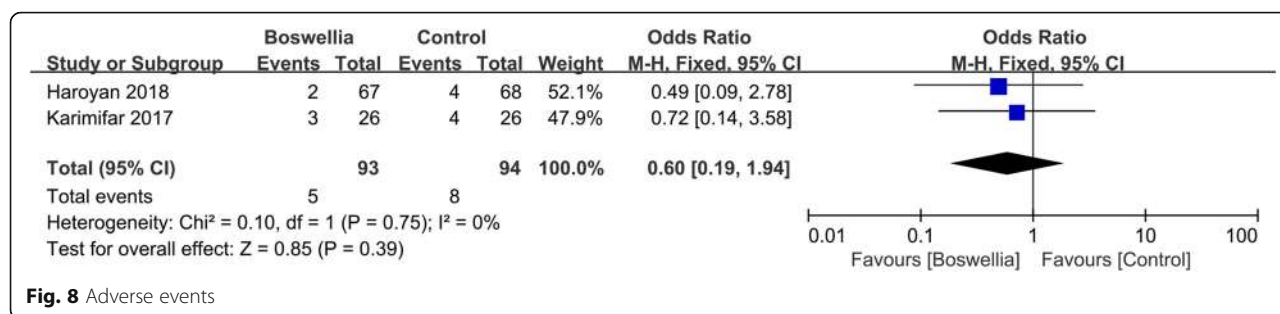 Boswellia Control Odds Ratio Odds Ratio
Study or Subgroup Events Total Events Total Weight M-H, Fixed, 95% CI M-H, Fixed, 95% CI
Haroyan 2018 2 67 4 68 52.1% 0.49 [0.09, 2.78]
Karimifar 2017 3 26 4 26 47.9% 0.72 [0.14, 3.58]
Total (95% CI) 93 94 100.0% 0.60 [0.19, 1.94]
Total events 5 8
Heterogeneity: Chi² = 0.10, df = 1 (P = 0.75); I² = 0%
Test for overall effect: Z = 0.85 (P = 0.39)
0.01 0.1 1 10 100
Favours [Boswellia] Favours [Control]
Fig. 8 Adverse events